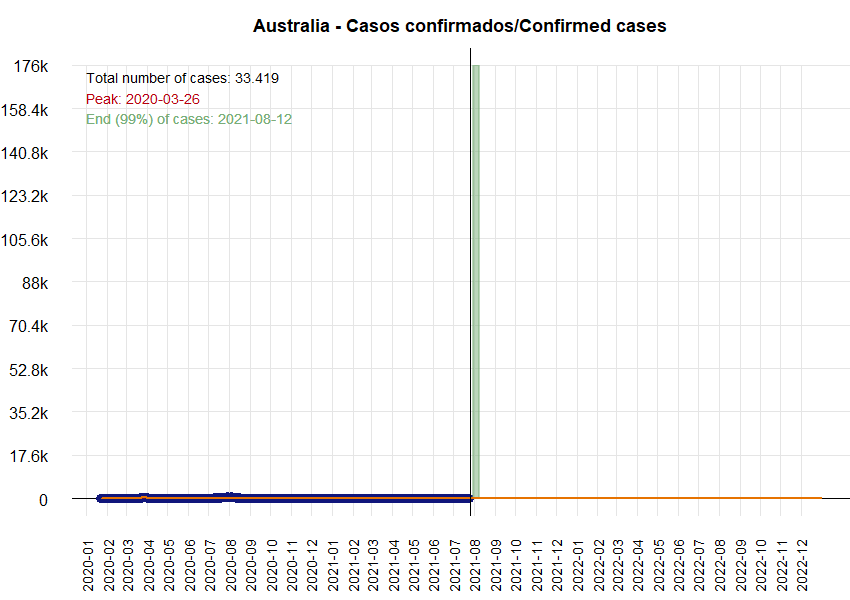 Australia - Casos confirmados/Confirmed cases
176k
Total number of cases: 33.419
Peak: 2020-03-26
End (99%) of cases: 2021-08-12
158.4k
140.8k
123.2k
105.6k
88k
70.4k
52.8k
35.2k
17.6k
0
2020-01
2020-02
2020-03
2020-04
2020-05
2020-06
2020-07
2020-08
2020-09
2020-10
2020-11
2020-12
2021-01
2021-02
2021-03
2021-04
2021-05
2021-06
2021-07
2021-08
2021-09
2021-10
2021-11
2021-12
2022-01
2022-02
2022-03
2022-04
2022-05
2022-06
2022-07
2022-08
2022-09
2022-10
2022-11
2022-12